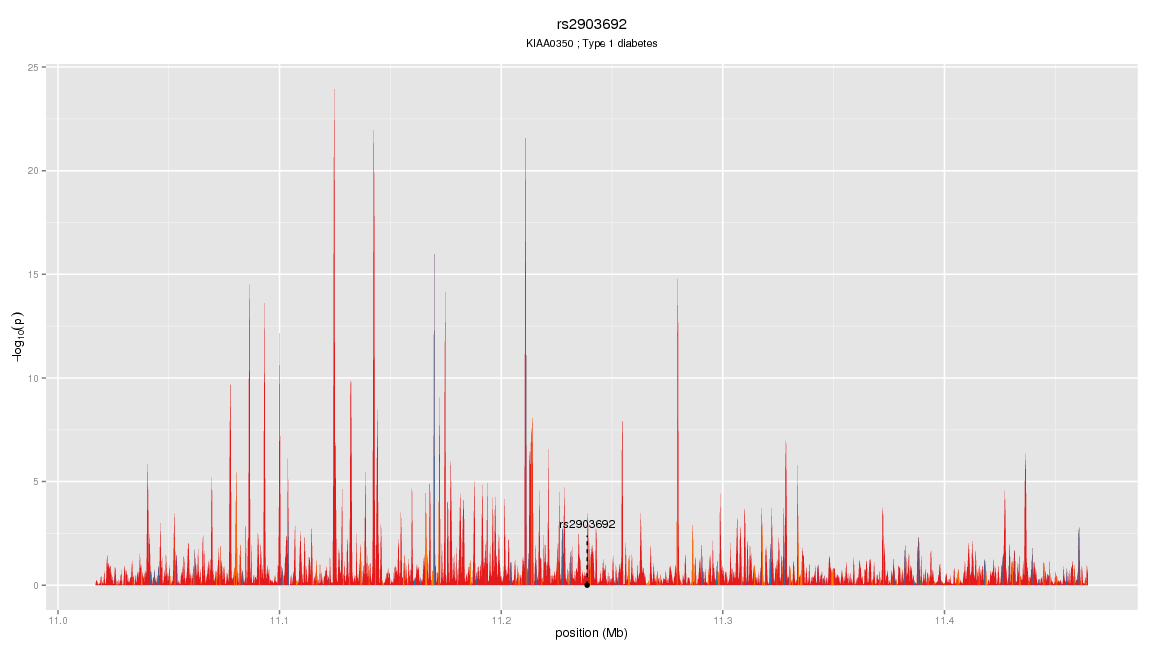 rs2903692
KIAA0350 ; Type 1 diabetes
25
20
15
10
5
0
−log10(p)
rs2903692
11.0 11.1 11.2 11.3 11.4
position (Mb)